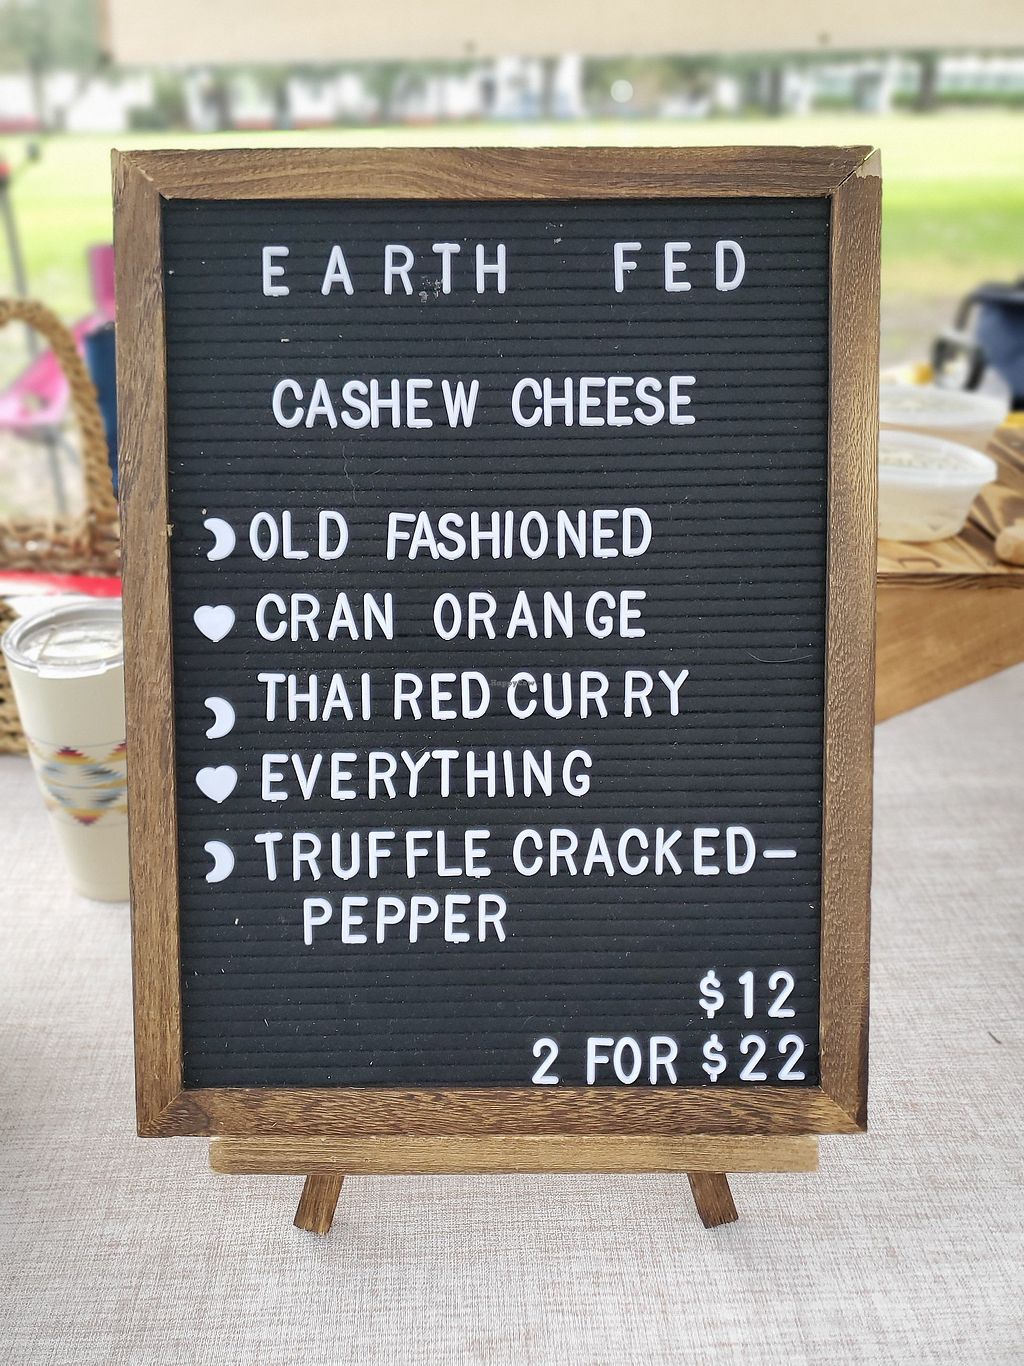 EARTH FED
CASHEW CHEESE
OLD FASHIONED
CRAN ORANGE
THAI RED CURRY
EVERYTHING
TRUFFLE CRACKED-
PEPPER
$12
2 FOR $22